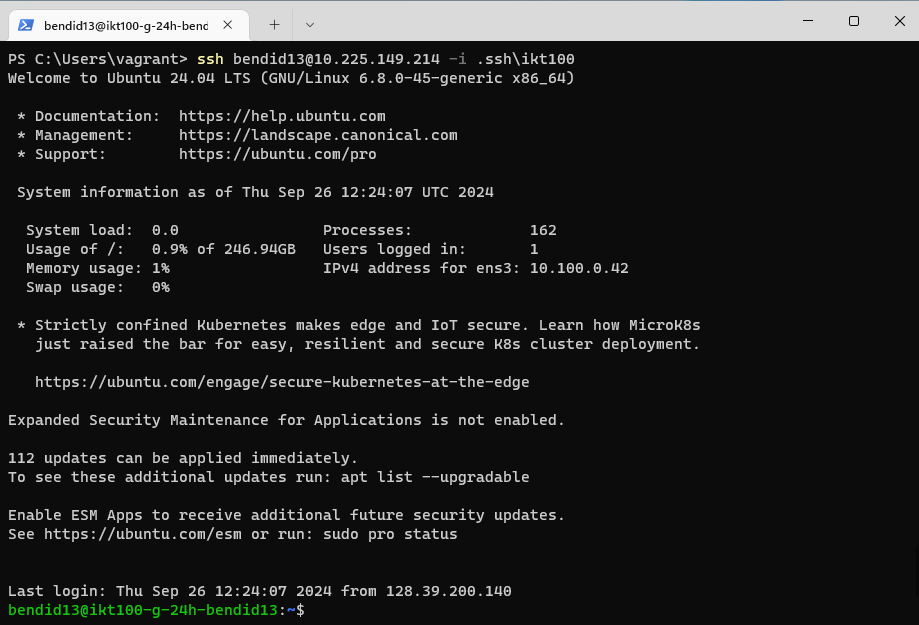 bendid13@ikt100-g-24h-bend
PS C:\Users\vagrant> ssh bendid13@10.225.149.214 -i .ssh\ikt100
Welcome to Ubuntu 24.04 LTS (GNU/Linux 6.8.0-45-generic x86_64)
* Documentation: https://help.ubuntu.com
* Management: https://landscape.canonical.com
* Support: https://ubuntu.com/pro
System information as of Thu Sep 26 12:24:07 UTC 2024
System load: 0.0 Processes: 162
Usage of /: 0.9% of 246.94GB Users logged in: 1
Memory usage: 1% IPv4 address for ens3: 10.100.0.42
Swap usage: 0%
* Strictly confined Kubernetes makes edge and IoT secure. Learn how MicroK8s
just raised the bar for easy, resilient and secure K8s cluster deployment.
https://ubuntu.com/engage/secure-kubernetes-at-the-edge
Expanded Security Maintenance for Applications is not enabled.
112 updates can be applied immediately.
To see these additional updates run: apt list --upgradable
Enable ESM Apps to receive additional future security updates.
See https://ubuntu.com/esm or run: sudo pro status
Last login: Thu Sep 26 12:24:07 2024 from 128.39.200.140
bendid13@ikt100-g-24h-bendid13:~$